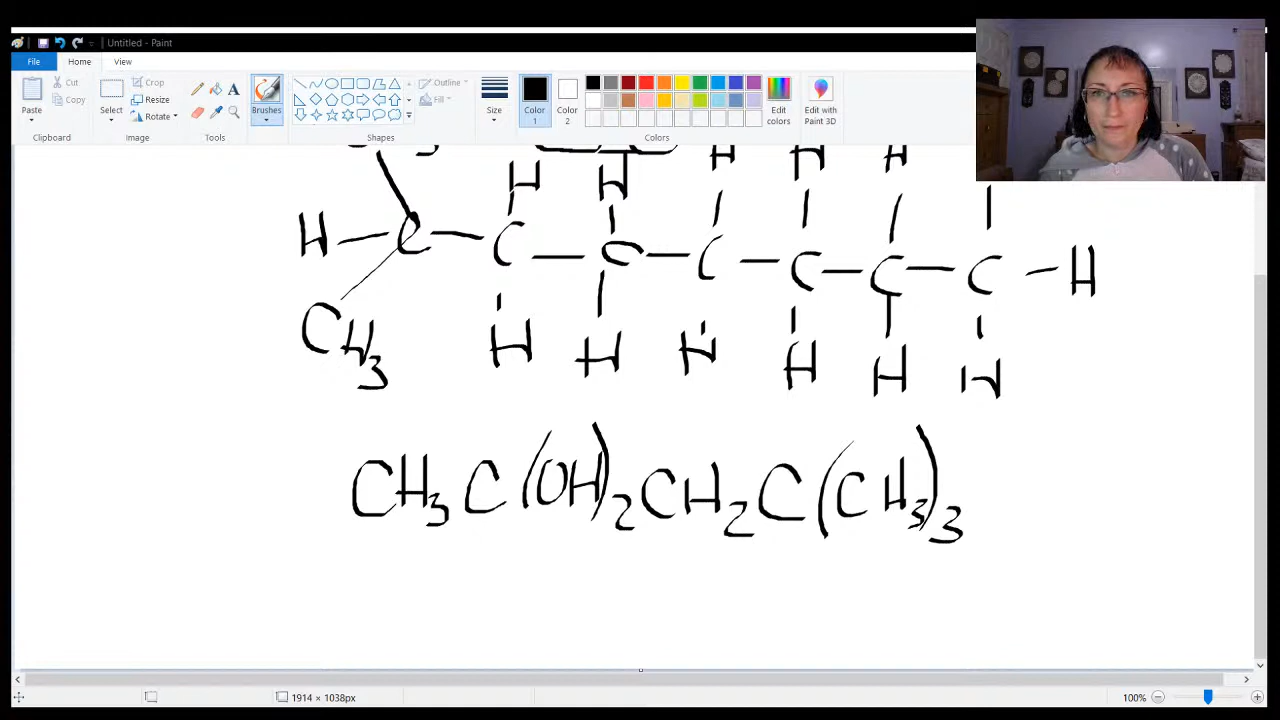 Untitled - Paint
File Home View
Paste Cut Copy Select Crop Resize Rotate Brushes Outline Fill Size Color 1 Color 2 Edit colors Edit with Paint 3D
Clipboard Image Tools Shapes Colors
H H H H H
H — C — C — C — C — C — C — C — H
CH3 H H H H H H
CH3C(OH)2CH2C(CH3)3
1914 × 1038px 100%